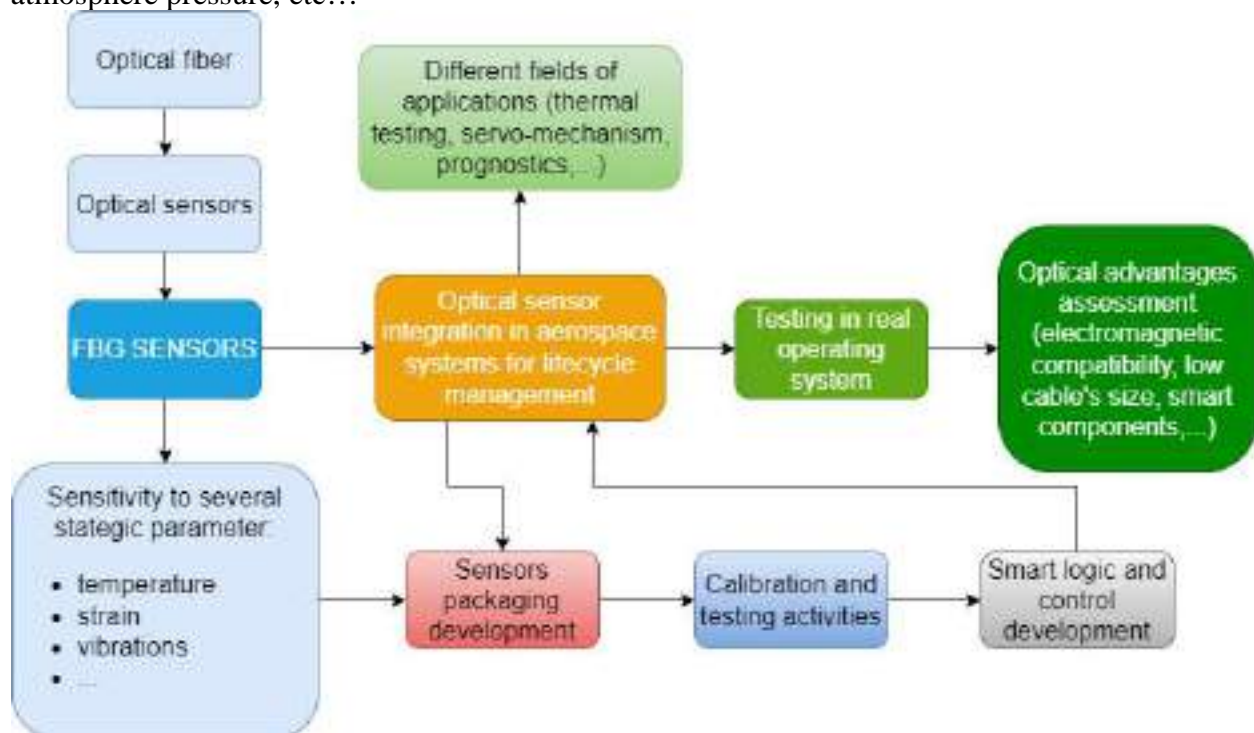 atmosphere pressure, etc…
Optical fiber
Optical sensors
FBG SENSORS
Sensitivity to several
stategic parameter:
• temperature
• strain
• vibrations
• ...
Different fields of
applications (thermal
testing, servo-mechanism,
prognostics,...)
Optical sensor
integration in aerospace
systems for lifecycle
management
Testing in real
operating
system
Optical advantages
assessment
(electromagnetic
compatibility, low
cable's size, smart
components,...)
Sensors
packaging
development
Calibration and
testing activities
Smart logic and
control
development